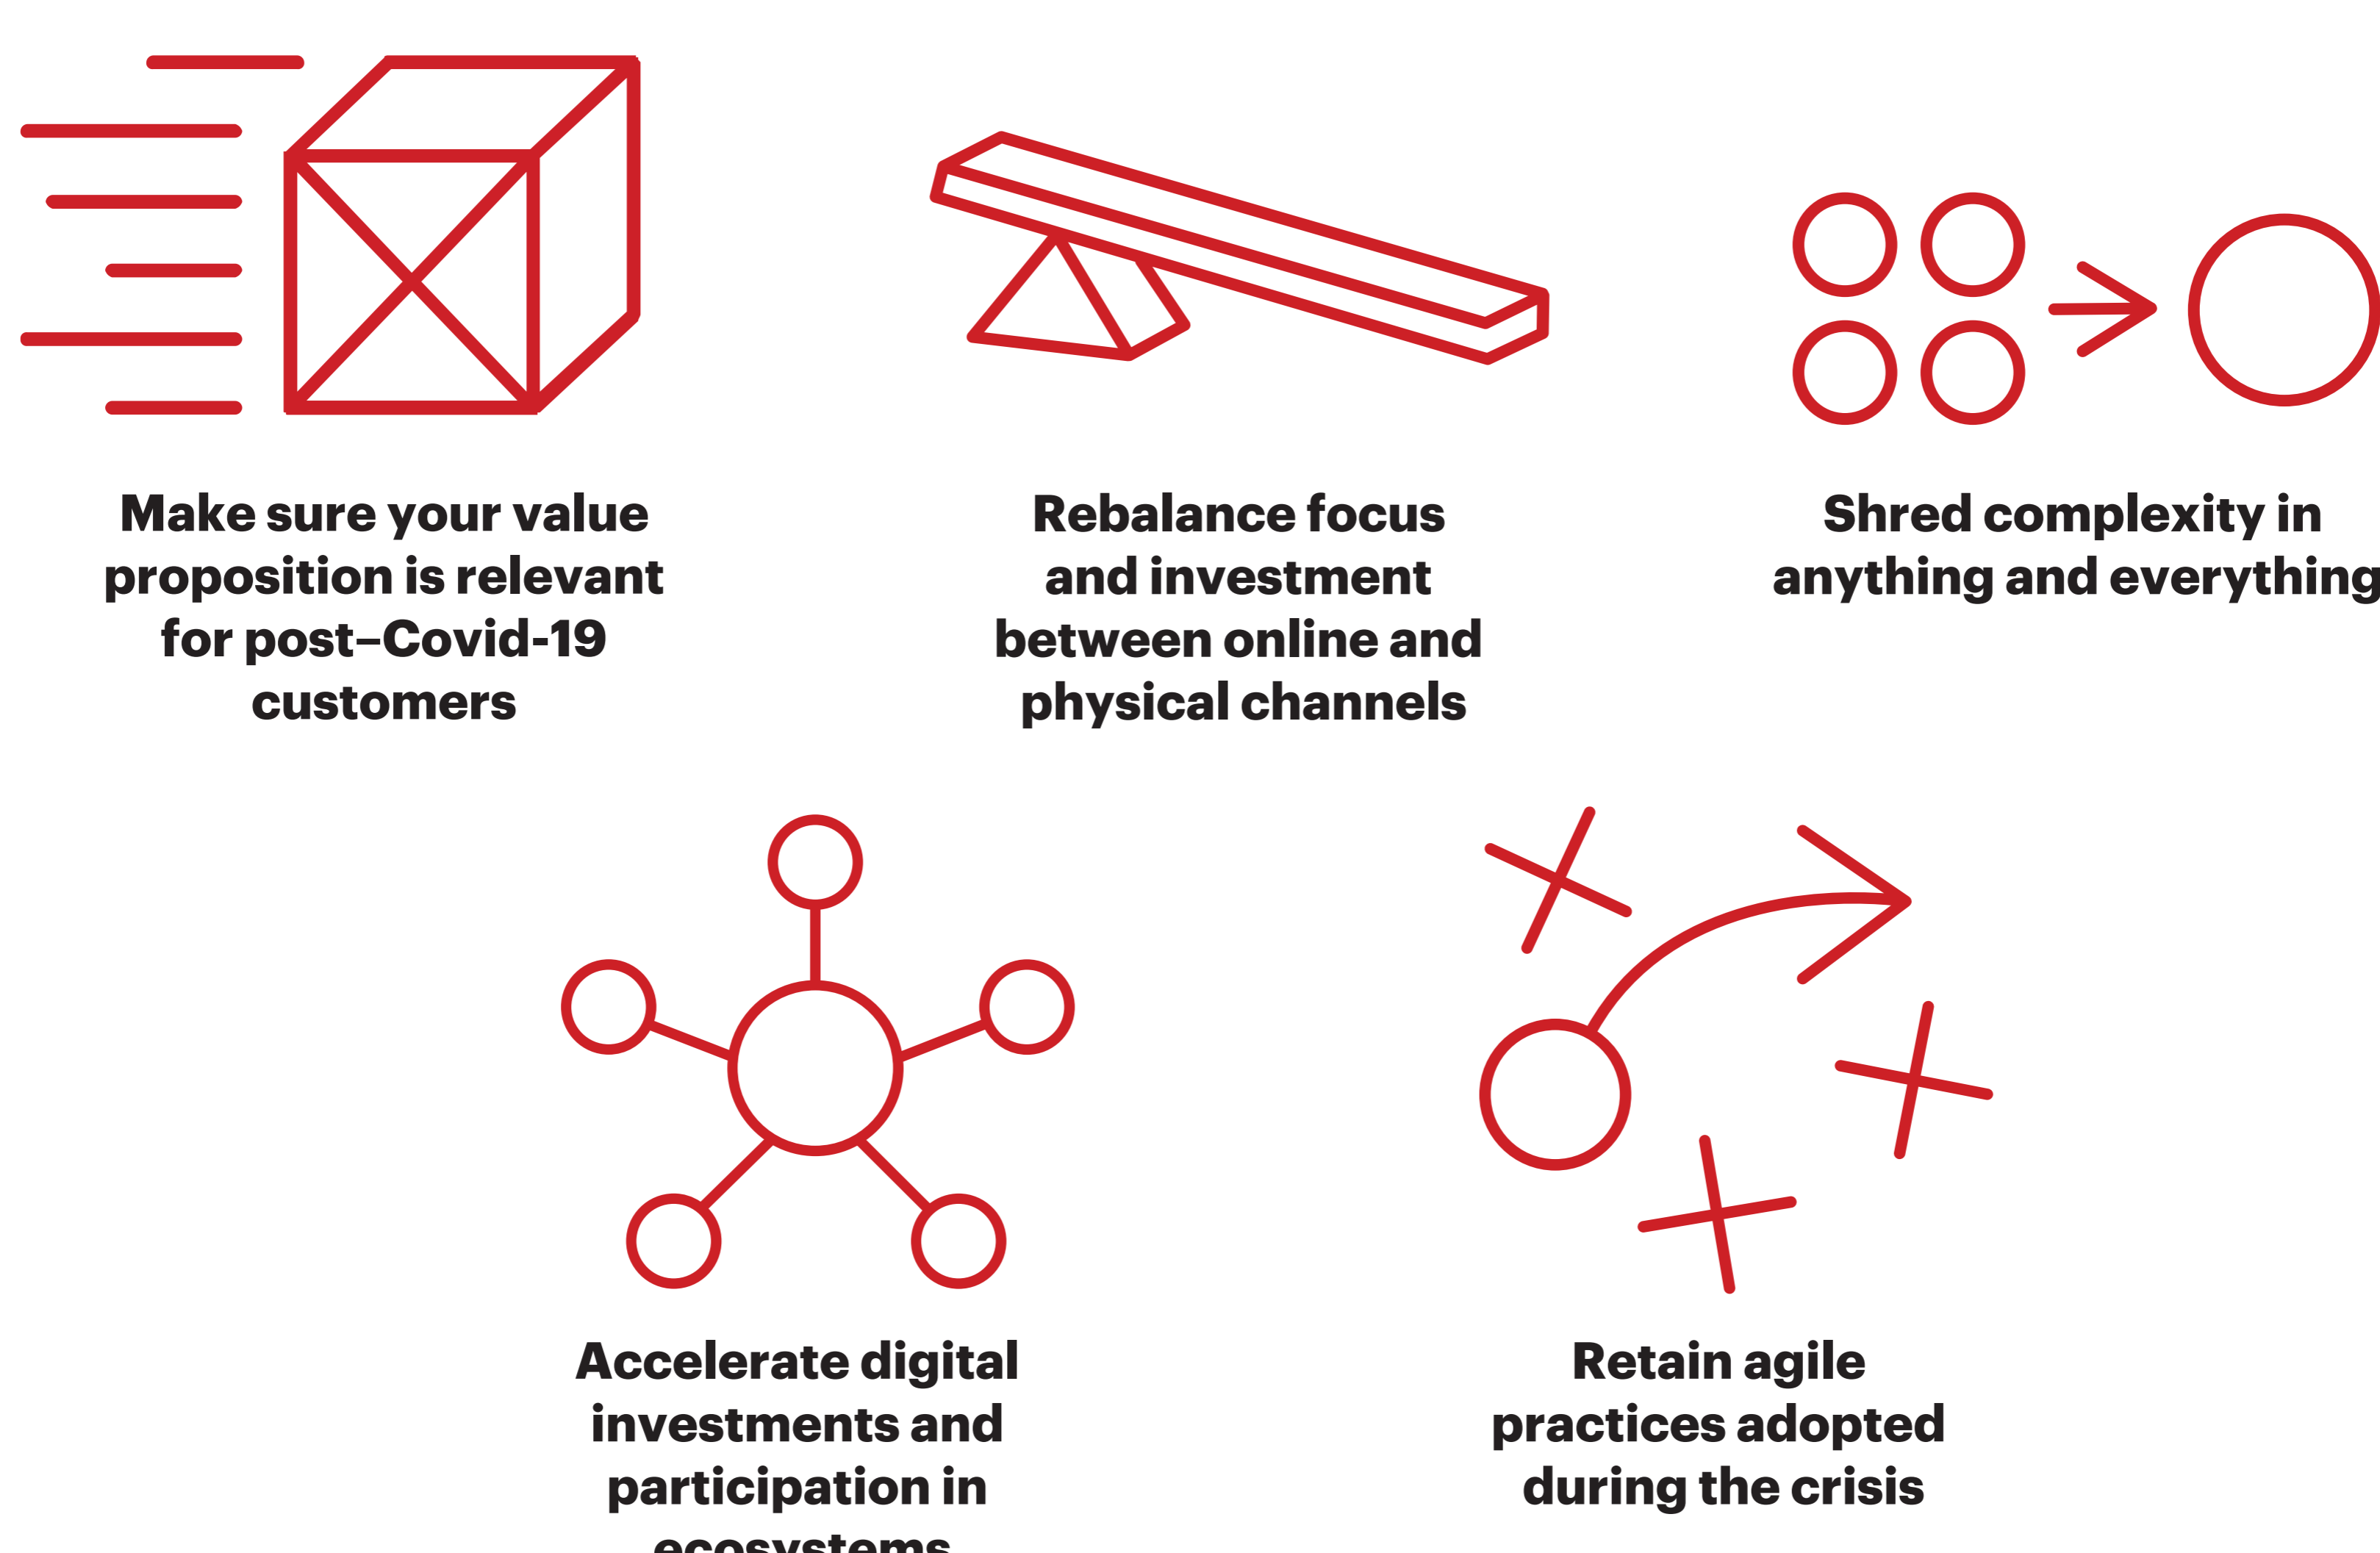 Make sure your value
proposition is relevant
for post–Covid-19
customers
Rebalance focus
and investment
between online and
physical channels
Shred complexity in
anything and everything
Accelerate digital
investments and
participation in
ecosystems
Retain agile
practices adopted
during the crisis